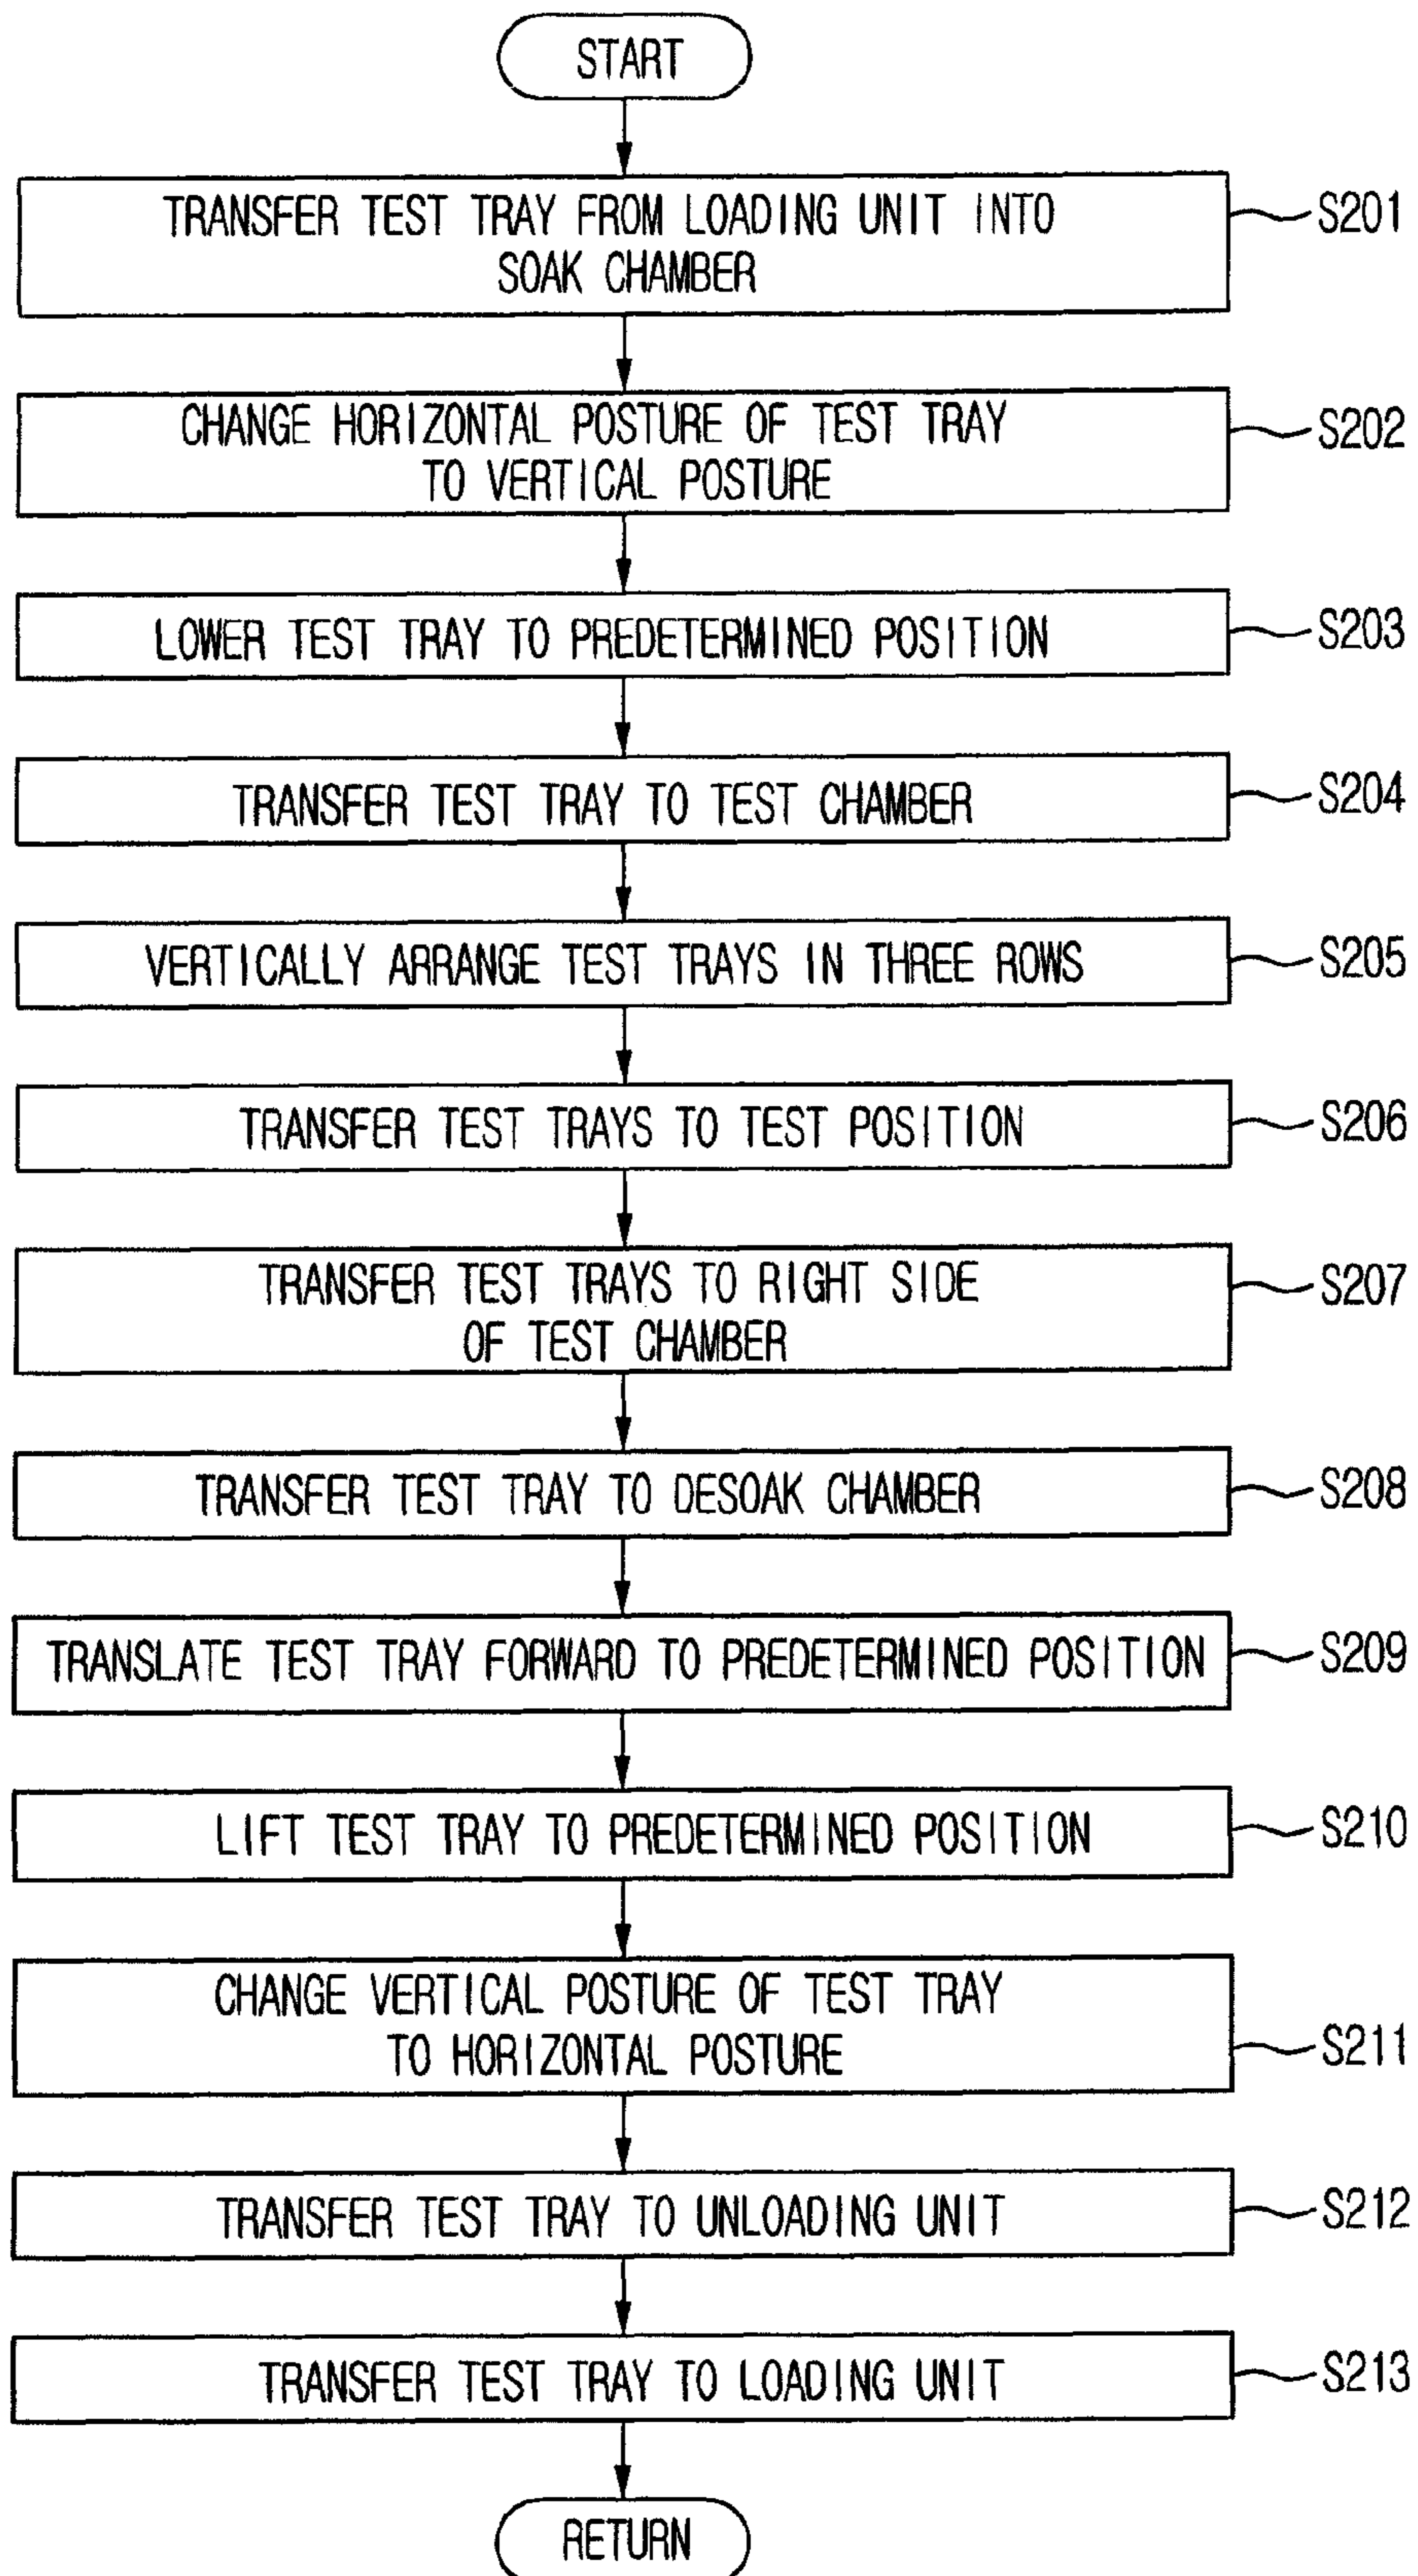 START
TRANSFER TEST TRAY FROM LOADING UNIT INTO
SOAK CHAMBER
S201
CHANGE HORIZONTAL POSTURE OF TEST TRAY
TO VERTICAL POSTURE
S202
LOWER TEST TRAY TO PREDETERMINED POSITION
S203
TRANSFER TEST TRAY TO TEST CHAMBER
S204
VERTICALLY ARRANGE TEST TRAYS IN THREE ROWS
S205
TRANSFER TEST TRAYS TO TEST POSITION
S206
TRANSFER TEST TRAYS TO RIGHT SIDE
OF TEST CHAMBER
S207
TRANSFER TEST TRAY TO DESOAK CHAMBER
S208
TRANSLATE TEST TRAY FORWARD TO PREDETERMINED POSITION
S209
LIFT TEST TRAY TO PREDETERMINED POSITION
S210
CHANGE VERTICAL POSTURE OF TEST TRAY
TO HORIZONTAL POSTURE
S211
TRANSFER TEST TRAY TO UNLOADING UNIT
S212
TRANSFER TEST TRAY TO LOADING UNIT
S213
RETURN